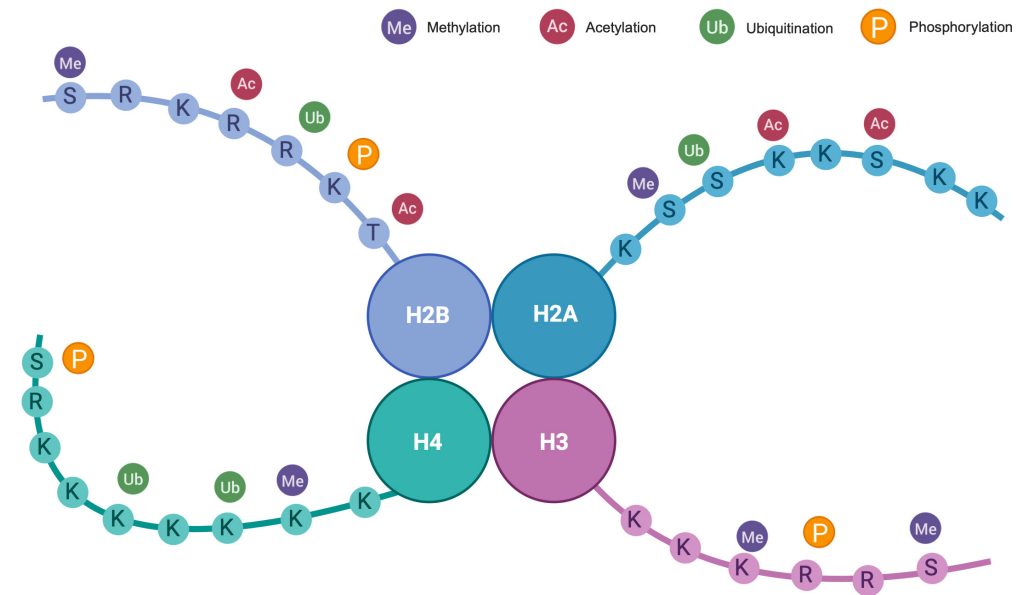 Me Methylation Ac Acetylation Ub Ubiquitination P Phosphorylation
Me Ac Ub P Ac
S R K R R K T
Me Ub Ac Ac
K S S K K S K K
H2B H2A
H4 H3
P Ub Ub Me
S R K K K K K K K
Me P Me
K K K R R S